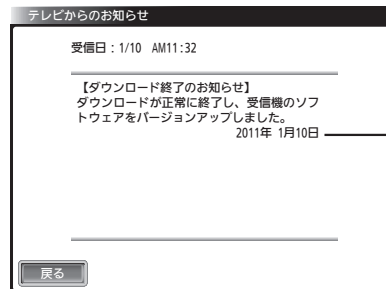 テレビからのお知らせ
受信日：1/10 AM11:32
【ダウンロード終了のお知らせ】
ダウンロードが正常に終了し、受信機のソフ
トウェアをバージョンアップしました。
2011年 1月10日
戻る